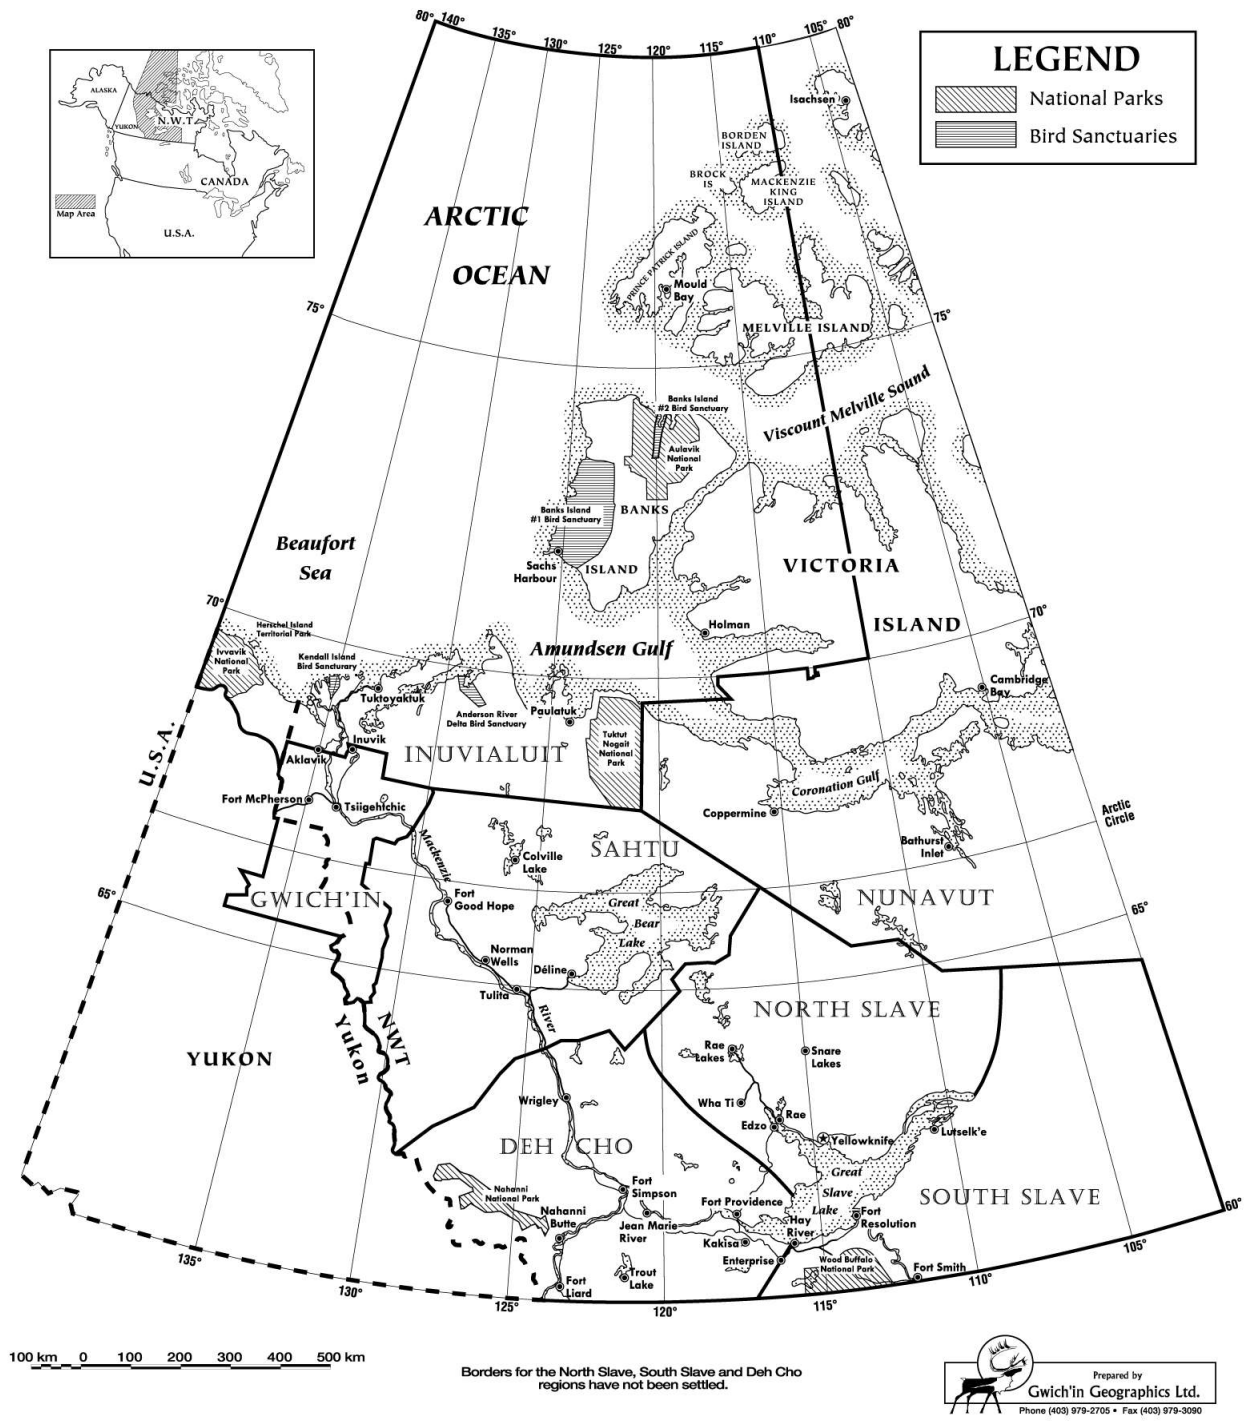 80° 140°
135°
130°
125°
120°
115°
110°
105°
80°
LEGEND
National Parks
Bird Sanctuaries
ALASKA
YUKON
N.W.T.
CANADA
Map Area
U.S.A.
Isachsen
BORDEN
ISLAND
BROCK
IS
MACKENZIE
KING
ISLAND
ARCTIC
OCEAN
PRINCE PATRICK ISLAND
Mould
Bay
75°
75°
MELVILLE ISLAND
Viscount Melville Sound
Banks Island
#2 Bird Sanctuary
Aulavik
National
Park
Banks Island
#1 Bird Sanctuary
BANKS
ISLAND
Sachs
Harbour
Beaufort
Sea
VICTORIA
ISLAND
70°
70°
Herschel Island
Territorial Park
Ivvavik
National
Park
Kendall Island
Bird Sancturary
Holman
Amundsen Gulf
Tuktoyaktuk
Anderson River
Delta Bird Sanctuary
Paulatuk
Cambridge
Bay
U.S.A.
Inuvik
Aklavik
INUVIALUIT
Tuktut
Nogait
National
Park
Coronation Gulf
Fort McPherson
Tsiigehtchic
Coppermine
Arctic
Circle
Bathurst
Inlet
Mackenzie
Colville
Lake
SAHTU
65°
GWICH'IN
Fort
Good Hope
Great
Bear
Lake
NUNAVUT
65°
Norman
Wells
Déline
Tulita
River
NORTH SLAVE
YUKON
Yukon
NWT
Rae
Lakes
Snare
Lakes
Wrigley
Wha Ti
Rae
Edzo
Yellowknife
Lutselk'e
DEH CHO
Great
Slave
Lake
SOUTH SLAVE
Nahanni
National Park
Fort
Simpson
Nahanni
Butte
Jean Marie
River
Fort Providence
Hay
River
Fort
Resolution
60°
Kakisa
Enterprise
Wood Buffalo
National Park
Fort Smith
Trout
Lake
Fort
Liard
135°
130°
125°
120°
115°
110°
105°
100 km 0 100 200 300 500 km
Borders for the North Slave, South Slave and Deh Cho
regions have not been settled.
Prepared by
Gwich'in Geographics Ltd.
Phone (403) 979-2705 • Fax (403) 979-3090